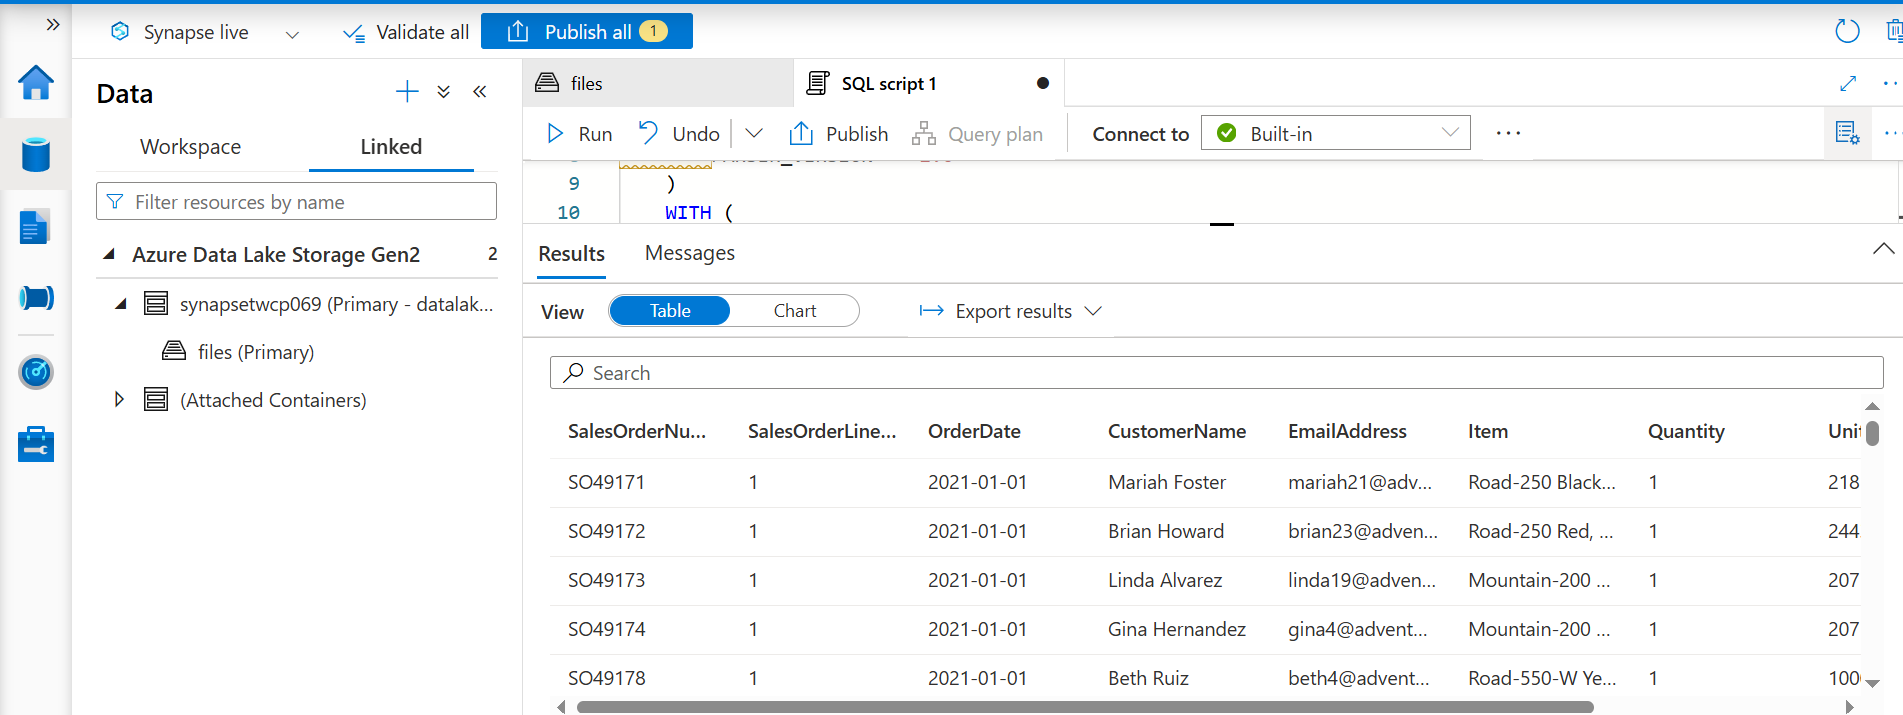 Synapse live
Validate all
Publish all 1
Data
Workspace
Linked
Filter resources by name
Azure Data Lake Storage Gen2 2
synapsetwcp069 (Primary - datalak...
files (Primary)
(Attached Containers)
files
SQL script 1
Run Undo Publish Query plan Connect to Built-in
9 )
10 WITH (
Results Messages
View Table Chart Export results
Search
SalesOrderNu... SalesOrderLine... OrderDate CustomerName EmailAddress Item Quantity Unit
SO49171 1 2021-01-01 Mariah Foster mariah21@adv... Road-250 Black... 1 218
SO49172 1 2021-01-01 Brian Howard brian23@adven... Road-250 Red, ... 1 244
SO49173 1 2021-01-01 Linda Alvarez linda19@adven... Mountain-200 ... 1 207
SO49174 1 2021-01-01 Gina Hernandez gina4@advent... Mountain-200 ... 1 207
SO49178 1 2021-01-01 Beth Ruiz beth4@advent... Road-550-W Ye... 1 100